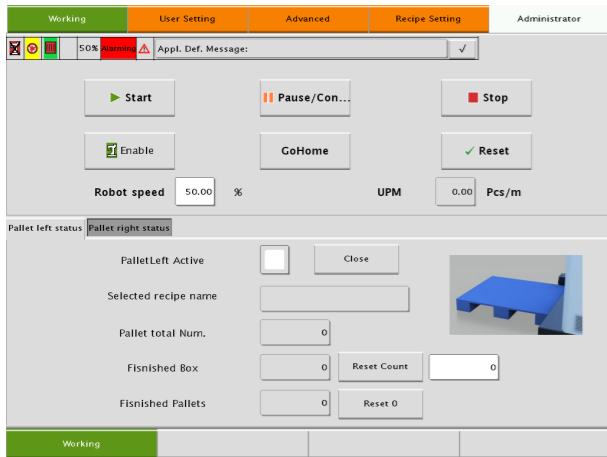 Working User Setting Advanced Recipe Setting Administrator
50% Alarming Appl. Def. Message: √
Start Pause/Con... Stop
Enable GoHome Reset
Robot speed 50.00 % UPM 0.00 Pcs/m
Pallet left status Pallet right status
PalletLeft Active Close
Selected recipe name
Pallet total Num. 0
Fisnished Box 0 Reset Count 0
Fisnished Pallets 0 Reset 0
Working